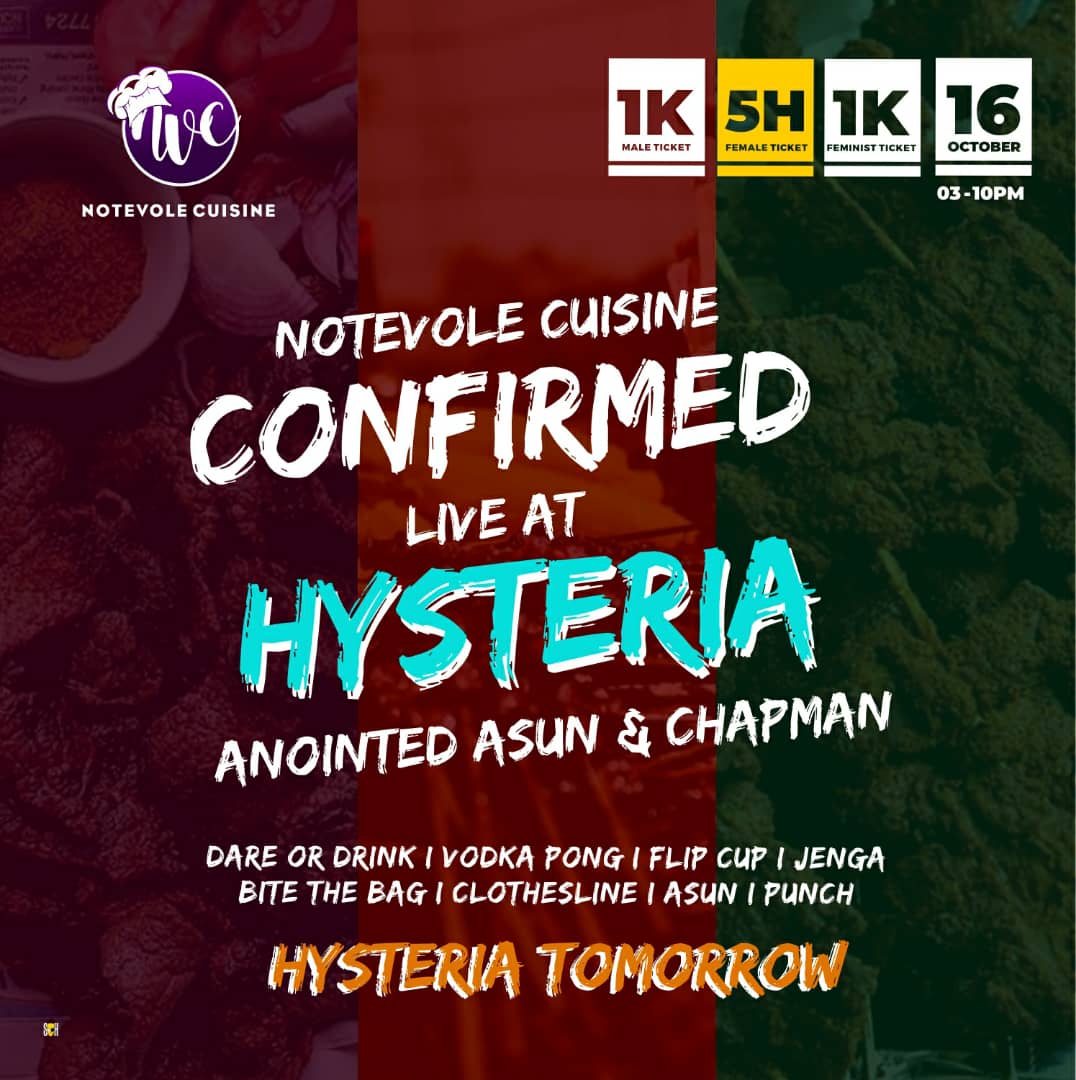 NVC
NOTEVOLE CUISINE
1K
MALE TICKET
5H
FEMALE TICKET
1K
FEMINIST TICKET
16
OCTOBER
03-10PM
NOTEVOLE CUISINE
CONFIRMED
LIVE AT
HYSTERIA
ANOINTED ASUN & CHAPMAN
DARE OR DRINK | VODKA PONG | FLIP CUP | JENGA
BITE THE BAG | CLOTHESLINE | ASUN | PUNCH
HYSTERIA TOMORROW